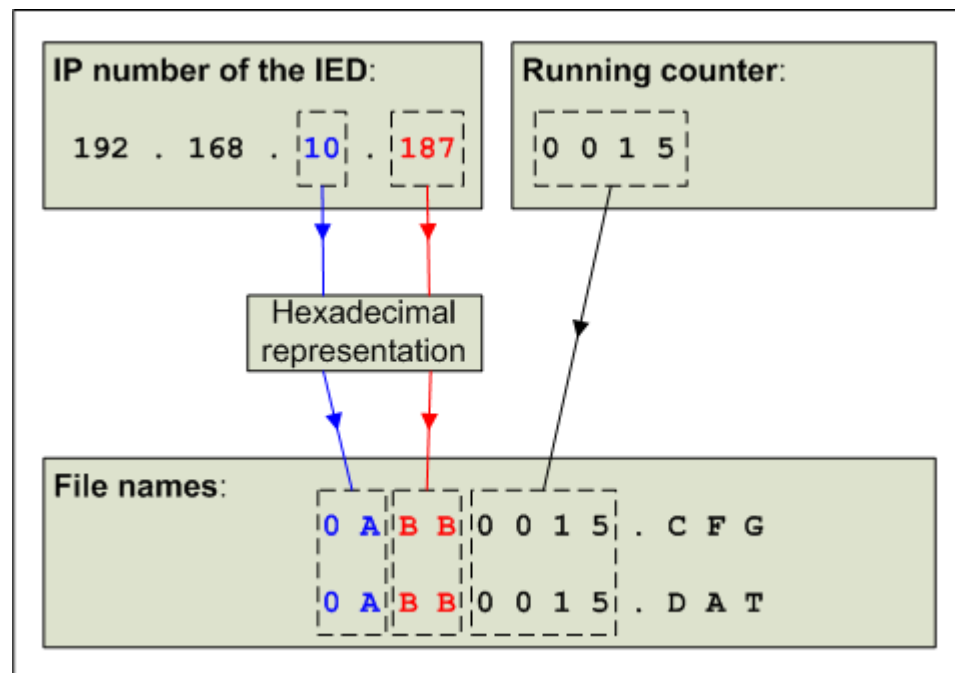 IP number of the IED:
192 . 168 . 10 . 187
Running counter:
0 0 1 5
Hexadecimal
representation
File names:
0 A B B 0 0 1 5 . C F G
0 A B B 0 0 1 5 . D A T